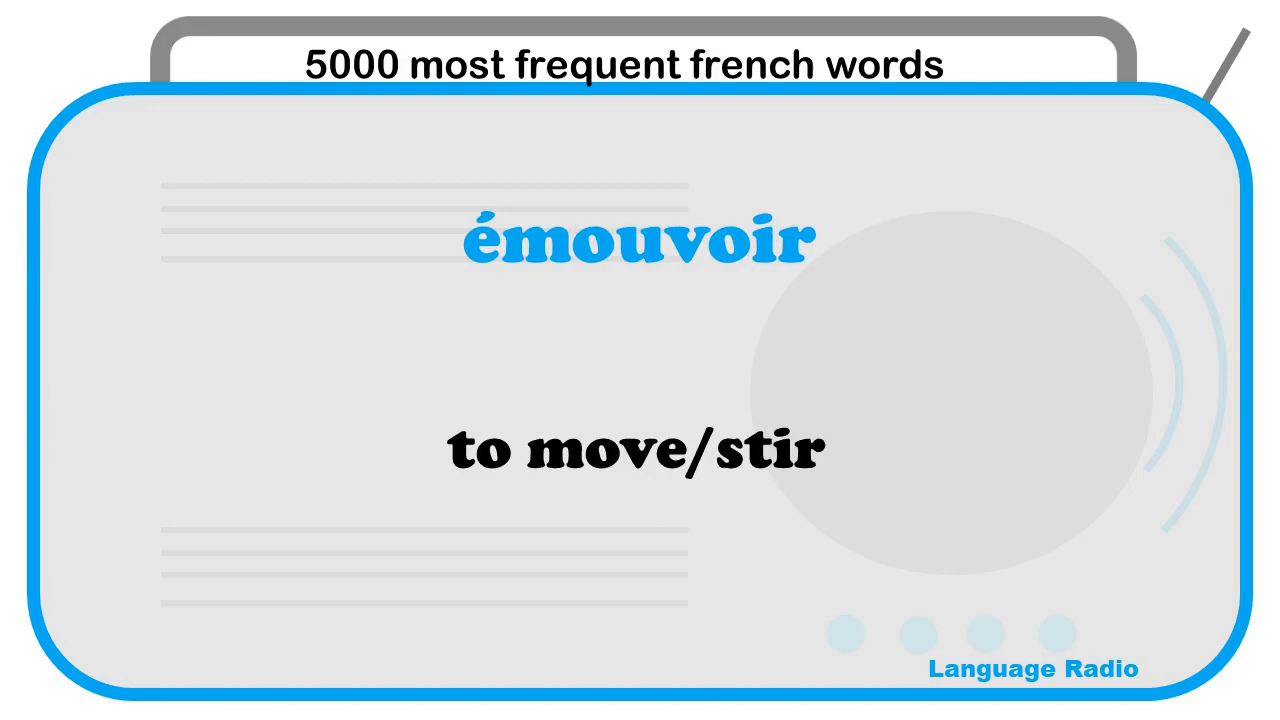 5000 most frequent french words
émouvoir
to move/stir
Language Radio